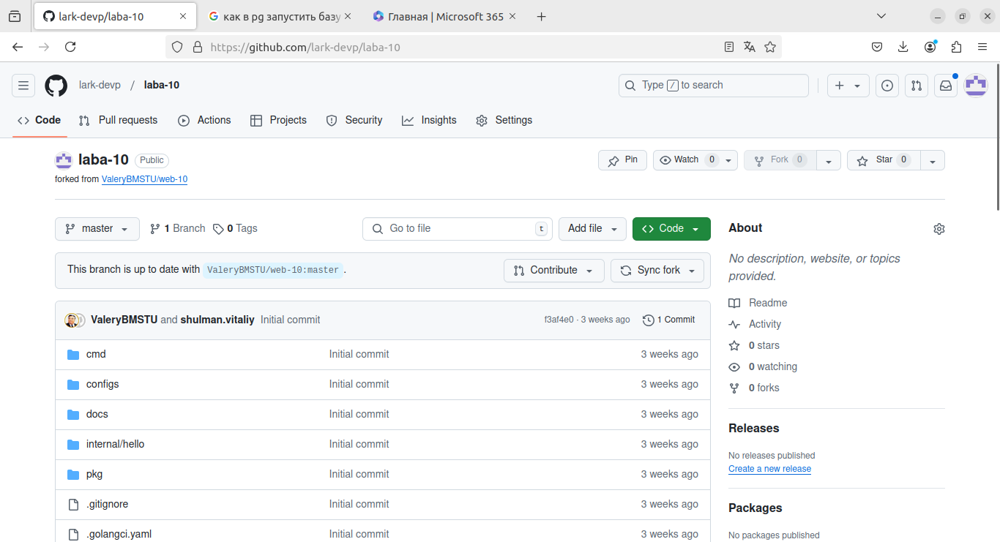 lark-devp/laba-10
как в pg запустить базу
Главная | Microsoft 365
https://github.com/lark-devp/laba-10
lark-devp / laba-10
Type / to search
Code
Pull requests
Actions
Projects
Security
Insights
Settings
laba-10 Public
Pin
Watch 0
Fork 0
Star 0
forked from ValeryBMSTU/web-10
master
1 Branch
0 Tags
Go to file t
Add file
Code
About
This branch is up to date with ValeryBMSTU/web-10:master .
Contribute
Sync fork
No description, website, or topics
provided.
Readme
Activity
0 stars
0 watching
0 forks
ValeryBMSTU and shulman.vitaliy Initial commit
f3af4e0 · 3 weeks ago
1 Commit
cmd Initial commit 3 weeks ago
configs Initial commit 3 weeks ago
docs Initial commit 3 weeks ago
internal/hello Initial commit 3 weeks ago
pkg Initial commit 3 weeks ago
.gitignore Initial commit 3 weeks ago
.golangci.yaml Initial commit 3 weeks ago
Releases
No releases published
Create a new release
Packages
No packages published